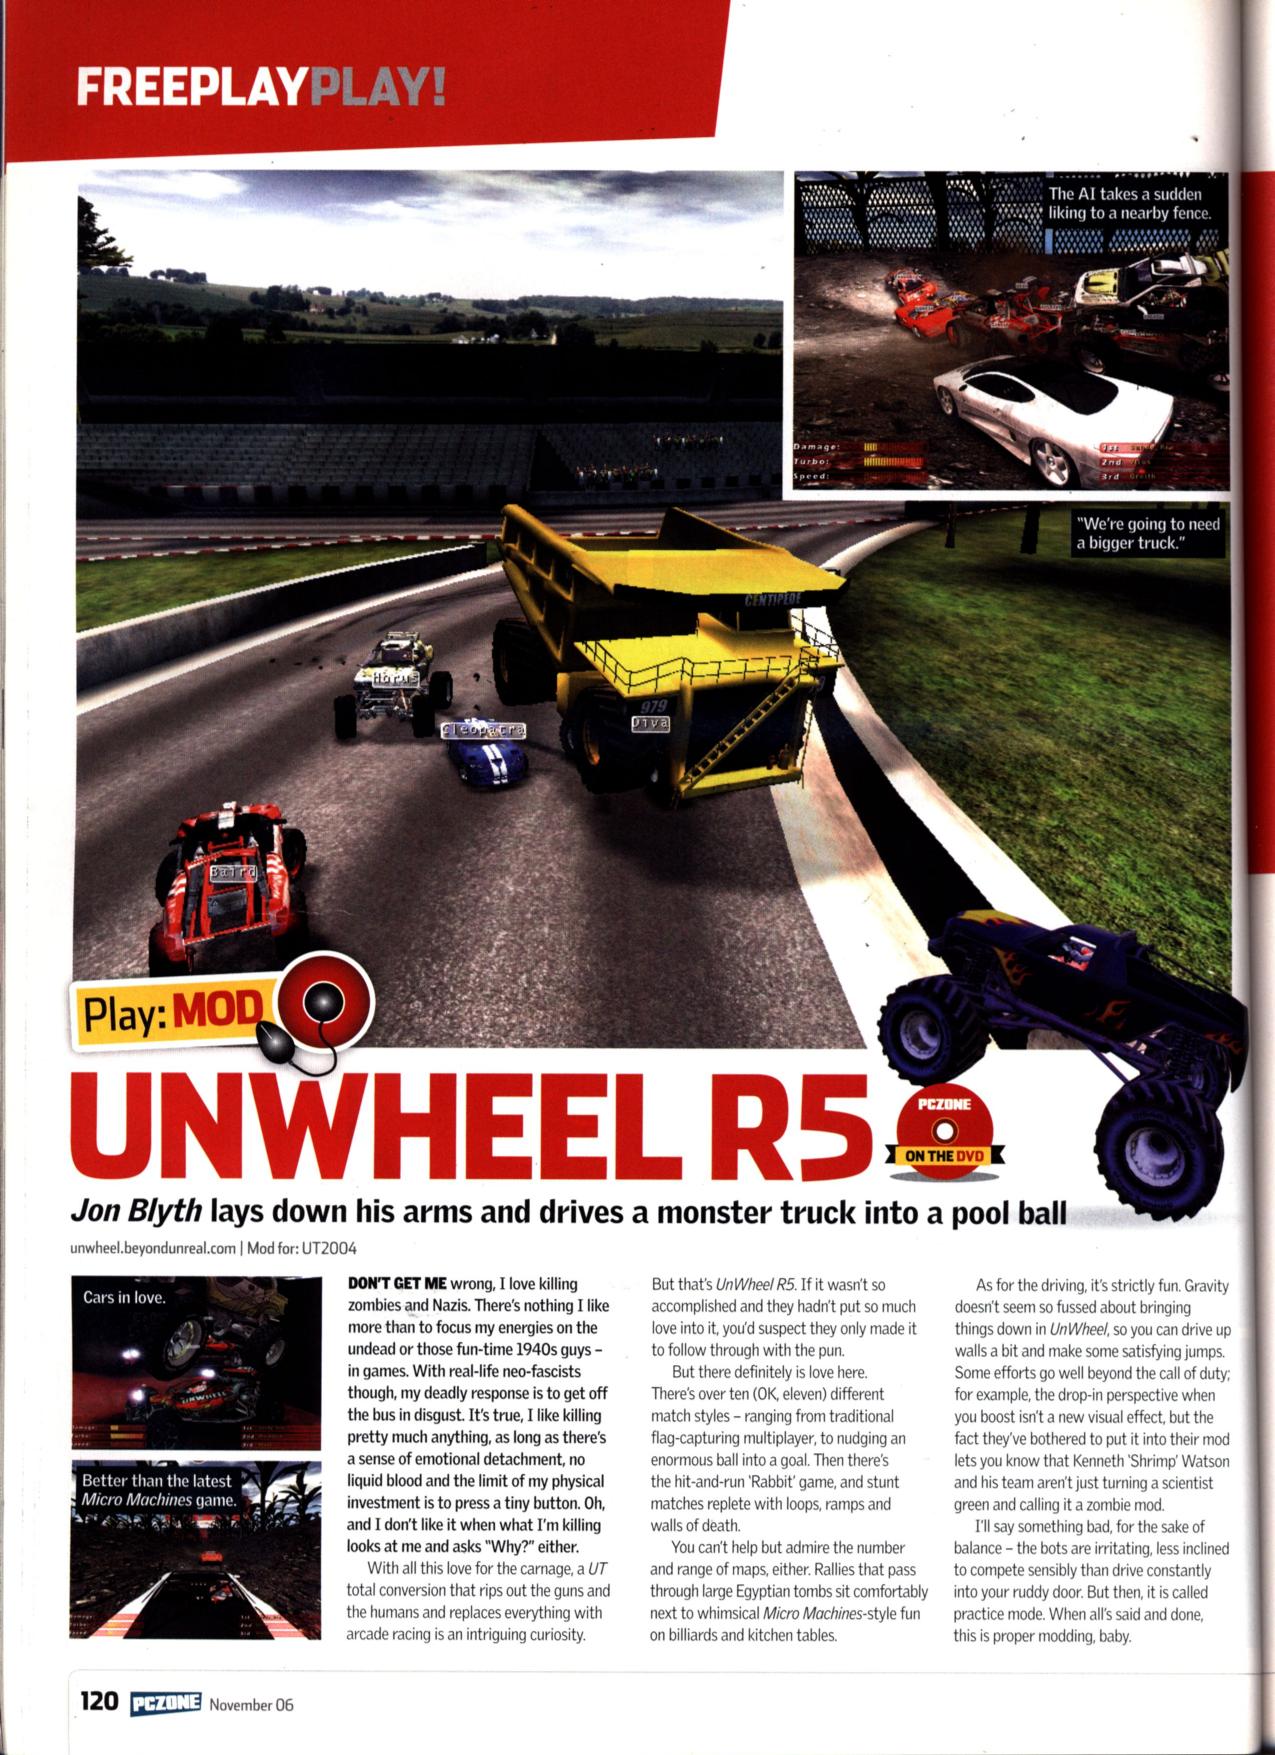 FREEPLAYPLAY!
The AI takes a sudden
liking to a nearby fence.
Damage:
Turbo:
Speed:
1st
2nd
3rd
"We're going to need
a bigger truck."
CENTIPEDE
Horus
979
Diva
Cleopatra
Baird
Play: MOD
UNWHEEL R5
PCZONE
ON THE DVD
Jon Blyth lays down his arms and drives a monster truck into a pool ball
unwheel.beyondunreal.com | Mod for: UT2004
Cars in love.
UNWHEEL
Better than the latest
Micro Machines game.
DON'T GET ME wrong, I love killing
zombies and Nazis. There's nothing I like
more than to focus my energies on the
undead or those fun-time 1940s guys –
in games. With real-life neo-fascists
though, my deadly response is to get off
the bus in disgust. It's true, I like killing
pretty much anything, as long as there's
a sense of emotional detachment, no
liquid blood and the limit of my physical
investment is to press a tiny button. Oh,
and I don't like it when what I'm killing
looks at me and asks "Why?" either.
With all this love for the carnage, a UT
total conversion that rips out the guns and
the humans and replaces everything with
arcade racing is an intriguing curiosity.
But that's UnWheel R5. If it wasn't so
accomplished and they hadn't put so much
love into it, you'd suspect they only made it
to follow through with the pun.
But there definitely is love here.
There's over ten (OK, eleven) different
match styles – ranging from traditional
flag-capturing multiplayer, to nudging an
enormous ball into a goal. Then there's
the hit-and-run 'Rabbit' game, and stunt
matches replete with loops, ramps and
walls of death.
You can't help but admire the number
and range of maps, either. Rallies that pass
through large Egyptian tombs sit comfortably
next to whimsical Micro Machines-style fun
on billiards and kitchen tables.
As for the driving, it's strictly fun. Gravity
doesn't seem so fussed about bringing
things down in UnWheel, so you can drive up
walls a bit and make some satisfying jumps.
Some efforts go well beyond the call of duty;
for example, the drop-in perspective when
you boost isn't a new visual effect, but the
fact they've bothered to put it into their mod
lets you know that Kenneth 'Shrimp' Watson
and his team aren't just turning a scientist
green and calling it a zombie mod.
I'll say something bad, for the sake of
balance – the bots are irritating, less inclined
to compete sensibly than drive constantly
into your ruddy door. But then, it is called
practice mode. When all's said and done,
this is proper modding, baby.
120 PCZONE November 06